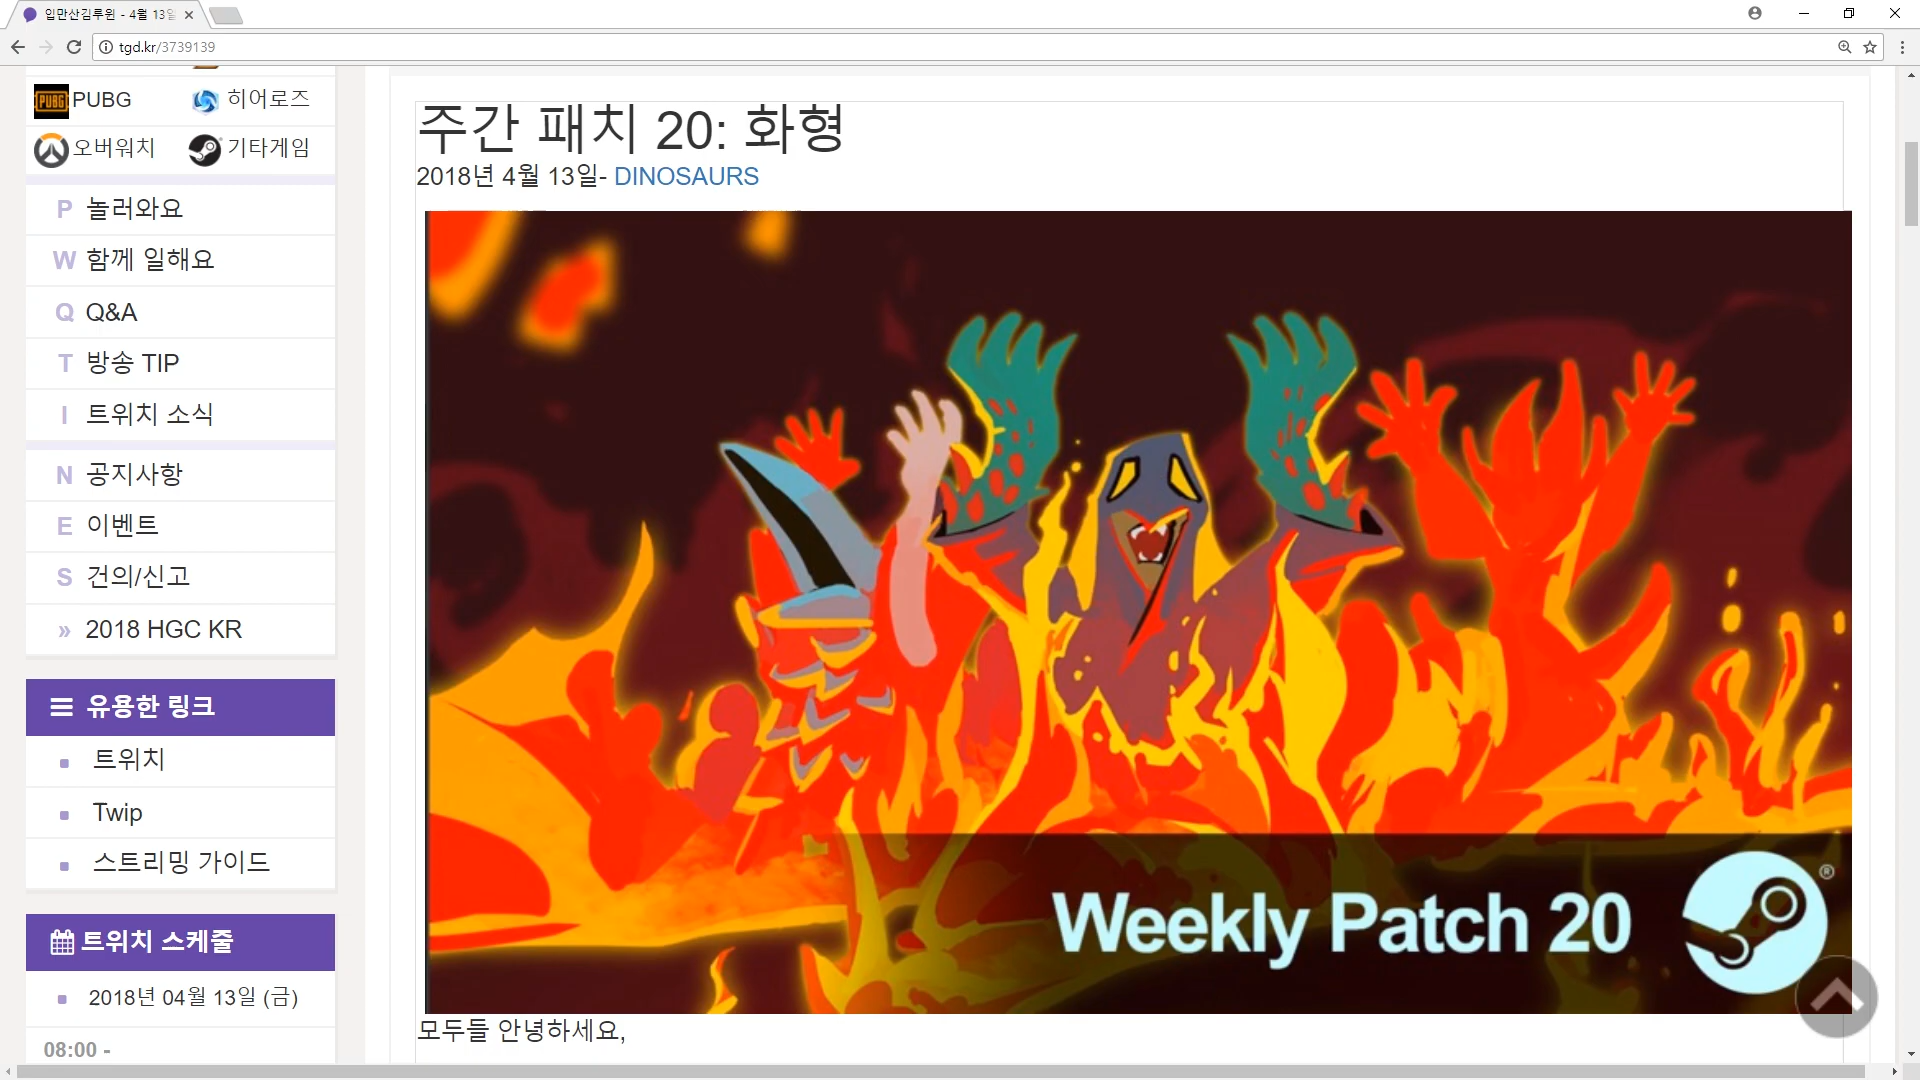 입만산김루윈 - 4월 13일
tgd.kr/3739139
PUBG
히어로즈
오버워치
기타게임
P 놀러와요
W 함께 일해요
Q Q&A
T 방송 TIP
I 트위치 소식
N 공지사항
E 이벤트
S 건의/신고
» 2018 HGC KR
유용한 링크
트위치
Twip
스트리밍 가이드
트위치 스케줄
2018년 04월 13일 (금)
08:00 -
주간 패치 20: 화형
2018년 4월 13일- DINOSAURS
Weekly Patch 20
®
모두들 안녕하세요,